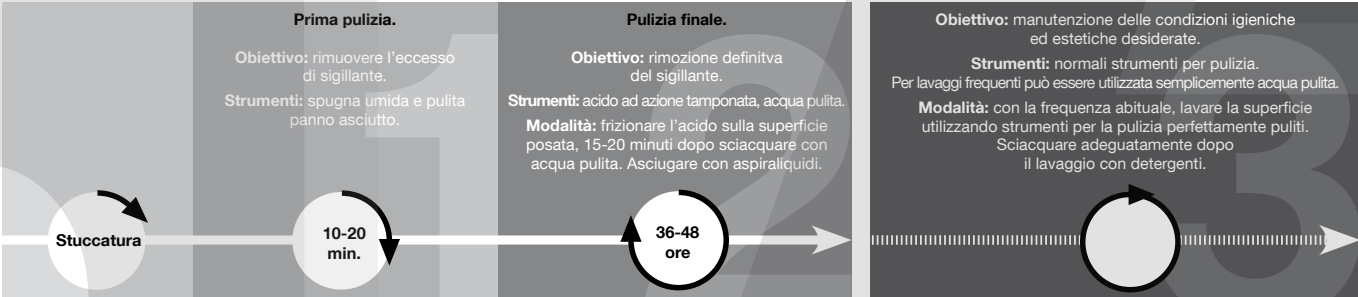 Prima pulizia.
Obiettivo: rimuovere l'eccesso
di sigillante.
Strumenti: spugna umida e pulita
panno asciutto.
1
10-20
min.
Stuccatura
Pulizia finale.
Obiettivo: rimozione definitva
del sigillante.
Strumenti: acido ad azione tamponata, acqua pulita.
Modalità: frizionare l'acido sulla superficie
posata, 15-20 minuti dopo sciacquare con
acqua pulita. Asciugare con aspiraliquidi.
2
36-48
ore
Obiettivo: manutenzione delle condizioni igieniche
ed estetiche desiderate.
Strumenti: normali strumenti per pulizia.
Per lavaggi frequenti può essere utilizzata semplicemente acqua pulita.
Modalità: con la frequenza abituale, lavare la superficie
utilizzando strumenti per la pulizia perfettamente puliti.
Sciacquare adeguatamente dopo
il lavaggio con detergenti.
3